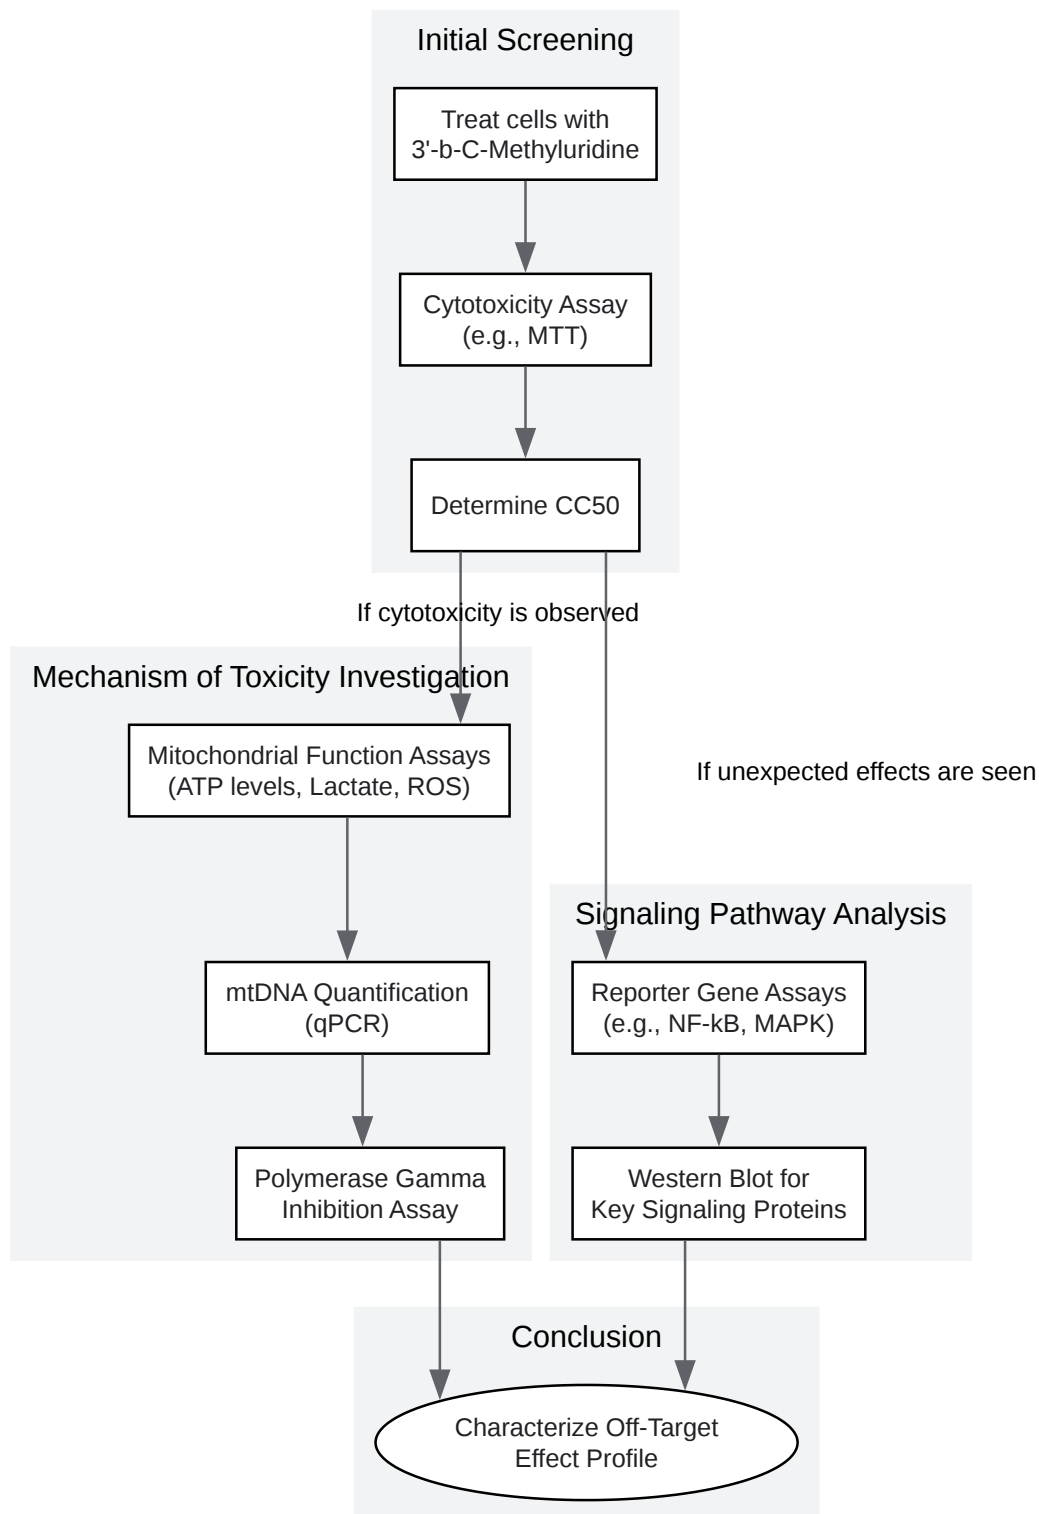 Initial Screening
Treat cells with
3'-b-C-Methyluridine
Cytotoxicity Assay
(e.g., MTT)
Determine CC50
If cytotoxicity is observed
Mechanism of Toxicity Investigation
Mitochondrial Function Assays
(ATP levels, Lactate, ROS)
If unexpected effects are seen
Signaling Pathway Analysis
mtDNA Quantification
(qPCR)
Reporter Gene Assays
(e.g., NF-kB, MAPK)
Polymerase Gamma
Inhibition Assay
Western Blot for
Key Signaling Proteins
Conclusion
Characterize Off-Target
Effect Profile